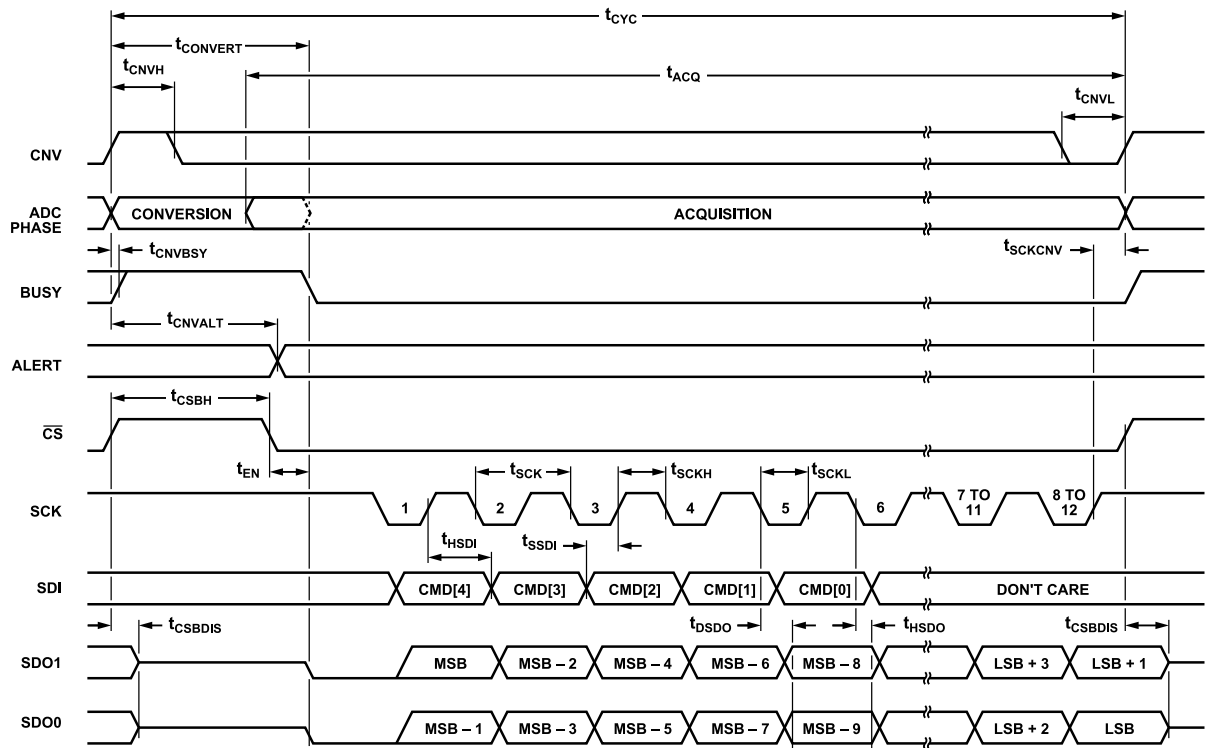 tCYC
tCONVERT
tCNVH
tACQ
tCNVL
CNV
ADC
PHASE
CONVERSION
ACQUISITION
tCNVBSY
tSCKCNV
BUSY
tCNVALT
ALERT
tCSBH
CS
tEN
tSCK
tSCKH
tSCKL
SCK
1
2
3
4
5
6
7 TO
11
8 TO
12
tHSDI
tSSDI
SDI
CMD[4]
CMD[3]
CMD[2]
CMD[1]
CMD[0]
DON'T CARE
tCSBDIS
tDSDO
tHSDO
tCSBDIS
SDO1
MSB
MSB – 2
MSB – 4
MSB – 6
MSB – 8
LSB + 3
LSB + 1
SDO0
MSB – 1
MSB – 3
MSB – 5
MSB – 7
MSB – 9
LSB + 2
LSB